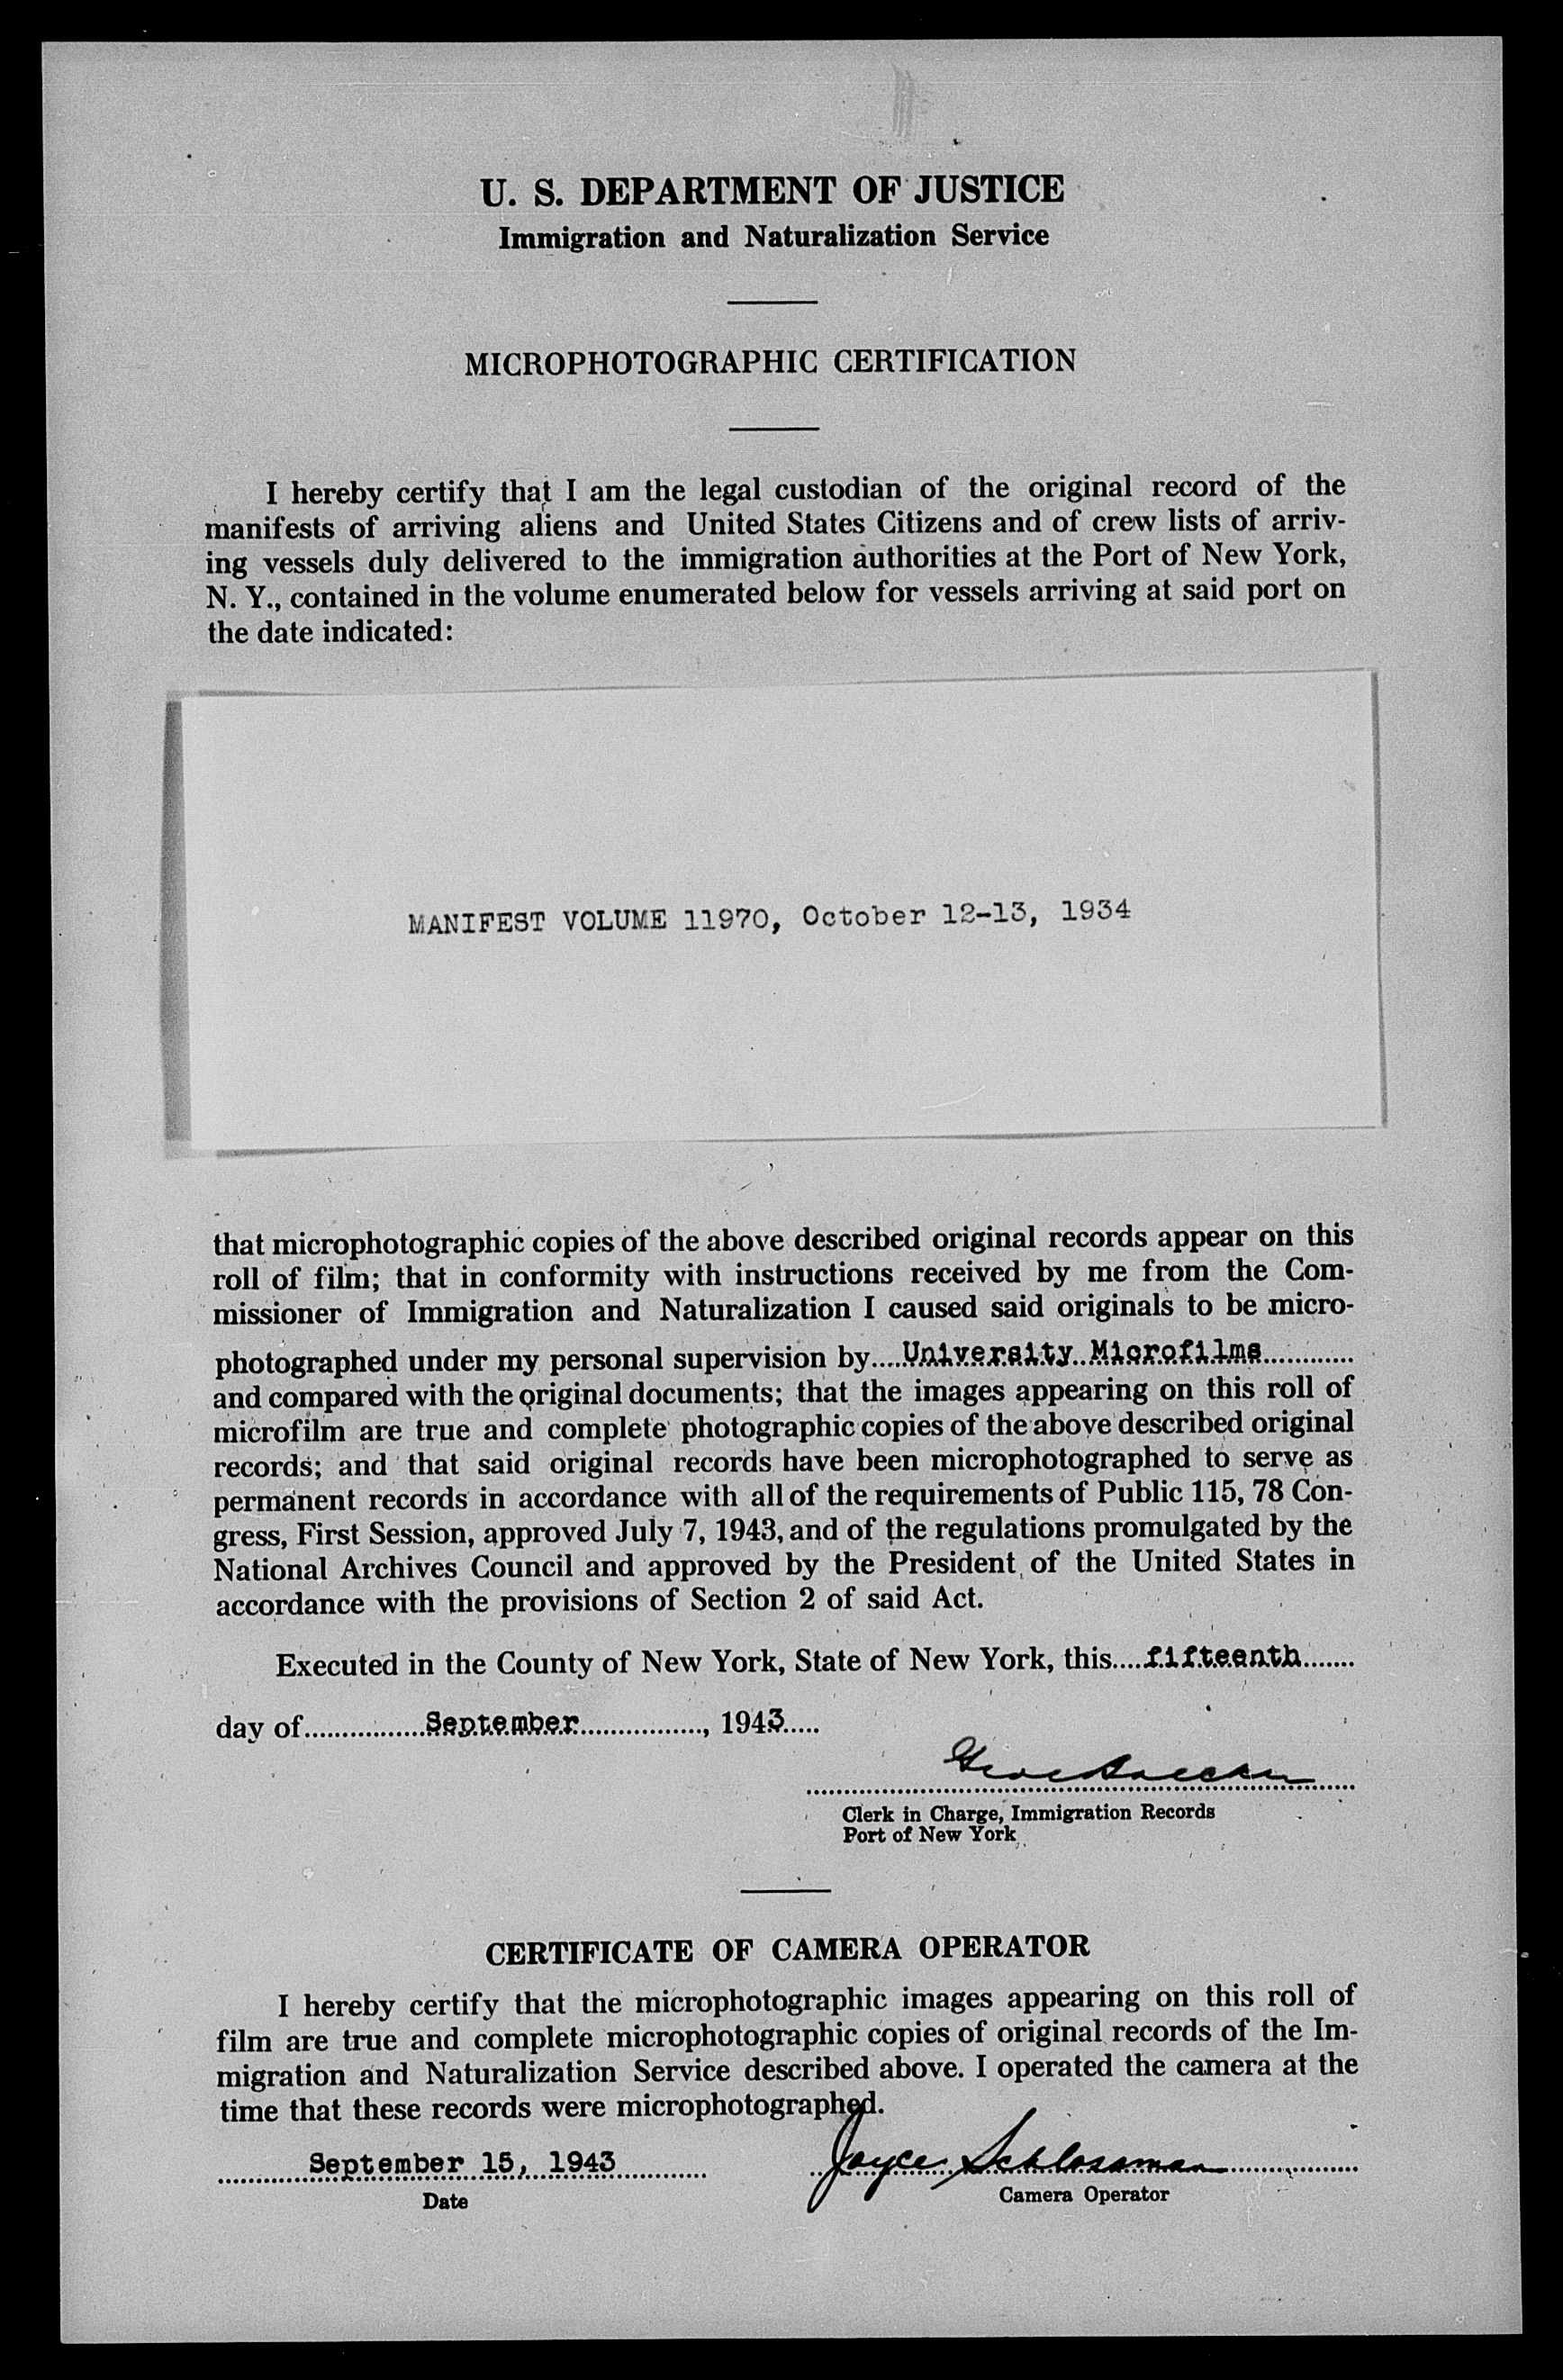 U. S. DEPARTMENT OF JUSTICE
Immigration and Naturalization Service
MICROPHOTOGRAPHIC CERTIFICATION
I hereby certify that I am the legal custodian of the original record of the
manifests of arriving aliens and United States Citizens and of crew lists of arriv-
ing vessels duly delivered to the immigration authorities at the Port of New York,
N. Y., contained in the volume enumerated below for vessels arriving at said port on
the date indicated:
MANIFEST VOLUME 11970, October 12-13, 1934
that microphotographic copies of the above described original records appear on this
roll of film; that in conformity with instructions received by me from the Com-
missioner of Immigration and Naturalization I caused said originals to be micro-
photographed under my personal supervision by....University Microfilms............
and compared with the original documents; that the images appearing on this roll of
microfilm are true and complete photographic copies of the above described original
records; and that said original records have been microphotographed to serve as
permanent records in accordance with all of the requirements of Public 115, 78 Con-
gress, First Session, approved July 7, 1943, and of the regulations promulgated by the
National Archives Council and approved by the President of the United States in
accordance with the provisions of Section 2 of said Act.
Executed in the County of New York, State of New York, this....fifteenth.......
day of................September................, 1943.....
Clerk in Charge, Immigration Records
Port of New York
CERTIFICATE OF CAMERA OPERATOR
I hereby certify that the microphotographic images appearing on this roll of
film are true and complete microphotographic copies of original records of the Im-
migration and Naturalization Service described above. I operated the camera at the
time that these records were microphotographed.
September 15, 1943 Joyce Schlossman
Date Camera Operator